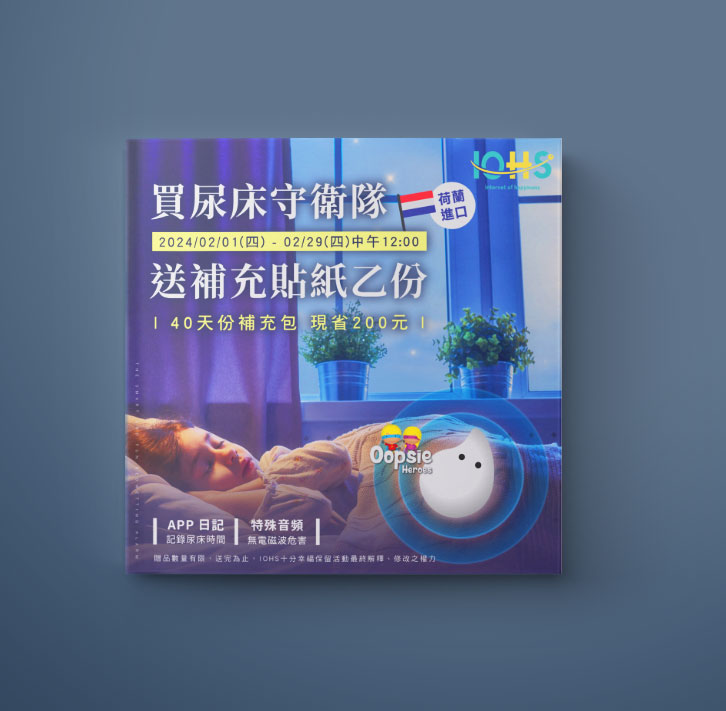 IOHS
Internet of happyness
買尿床守衛隊
荷蘭
進口
2024/02/01(四) - 02/29(四)中午12:00
送補充貼紙乙份
| 40天份補充包 現省200元 |
Oopsie
Heroes
APP 日記
記錄尿床時間
特殊音頻
無電磁波危害
贈品數量有限，送完為止，IOHS十分幸福保留活動最終解釋、修改之權力